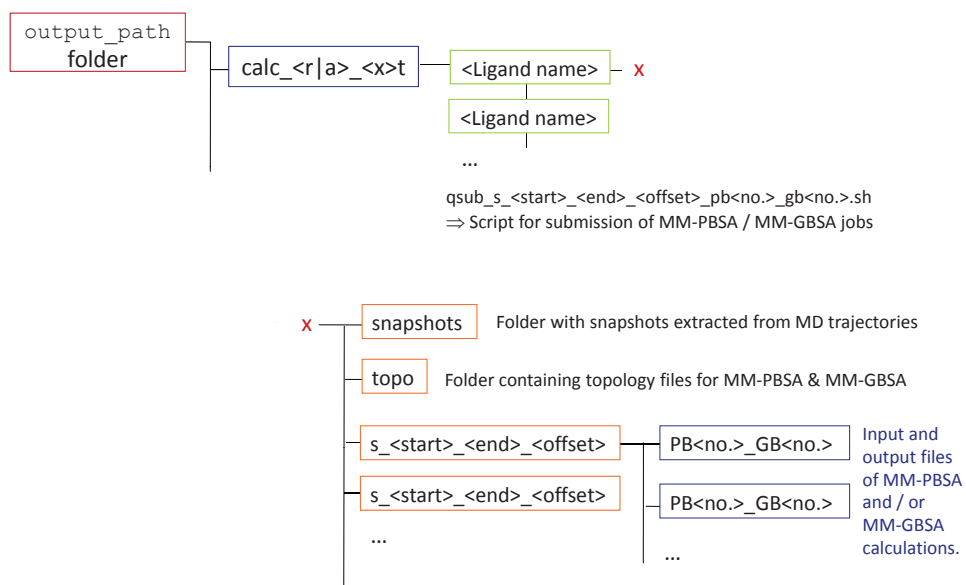 output_path
folder
calc_<r|a>_<x>t
<Ligand name>
x
<Ligand name>
...
qsub_s_<start>_<end>_<offset>_pb<no.>_gb<no.>.sh
⇒ Script for submission of MM-PBSA / MM-GBSA jobs
x
snapshots
Folder with snapshots extracted from MD trajectories
topo
Folder containing topology files for MM-PBSA & MM-GBSA
s_<start>_<end>_<offset>
PB<no.>_GB<no.>
s_<start>_<end>_<offset>
PB<no.>_GB<no.>
...
...
Input and
output files
of MM-PBSA
and / or
MM-GBSA
calculations.